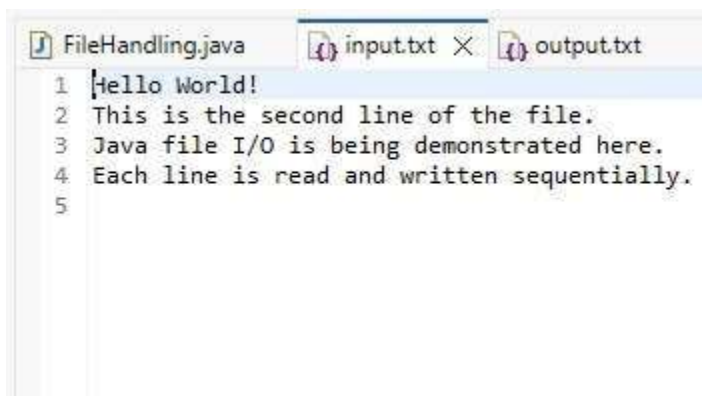 FileHandling.java input.txt output.txt
1 Hello World!
2 This is the second line of the file.
3 Java file I/O is being demonstrated here.
4 Each line is read and written sequentially.
5